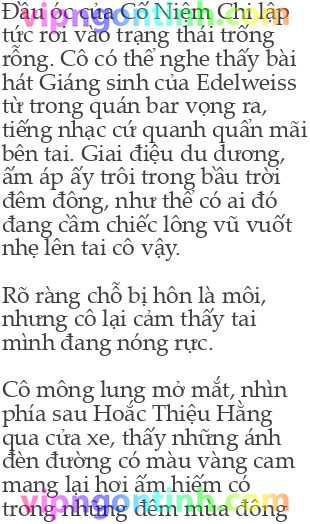 Đầu óc của Cố Niệm Chi lập
tức rơi vào trạng thái trống
rỗng. Cô có thể nghe thấy bài
hát Giáng sinh của Edelweiss
từ trong quán bar vọng ra,
tiếng nhạc cứ quanh quẩn mãi
bên tai. Giai điệu du dương,
ấm áp ấy trôi trong bầu trời
đêm đông, như thể có ai đó
đang cầm chiếc lông vũ vuốt
nhẹ lên tai cô vậy.
Rõ ràng chỗ bị hôn là môi,
nhưng cô lại cảm thấy tai
mình đang nóng rực.
Cô mông lung mở mắt, nhìn
phía sau Hoắc Thiệu Hằng
qua cửa xe, thấy những ánh
đèn đường có màu vàng cam
mang lại hơi ấm hiếm có
trong những đêm mùa đông
vipngontinh.com
vipngontinh.com